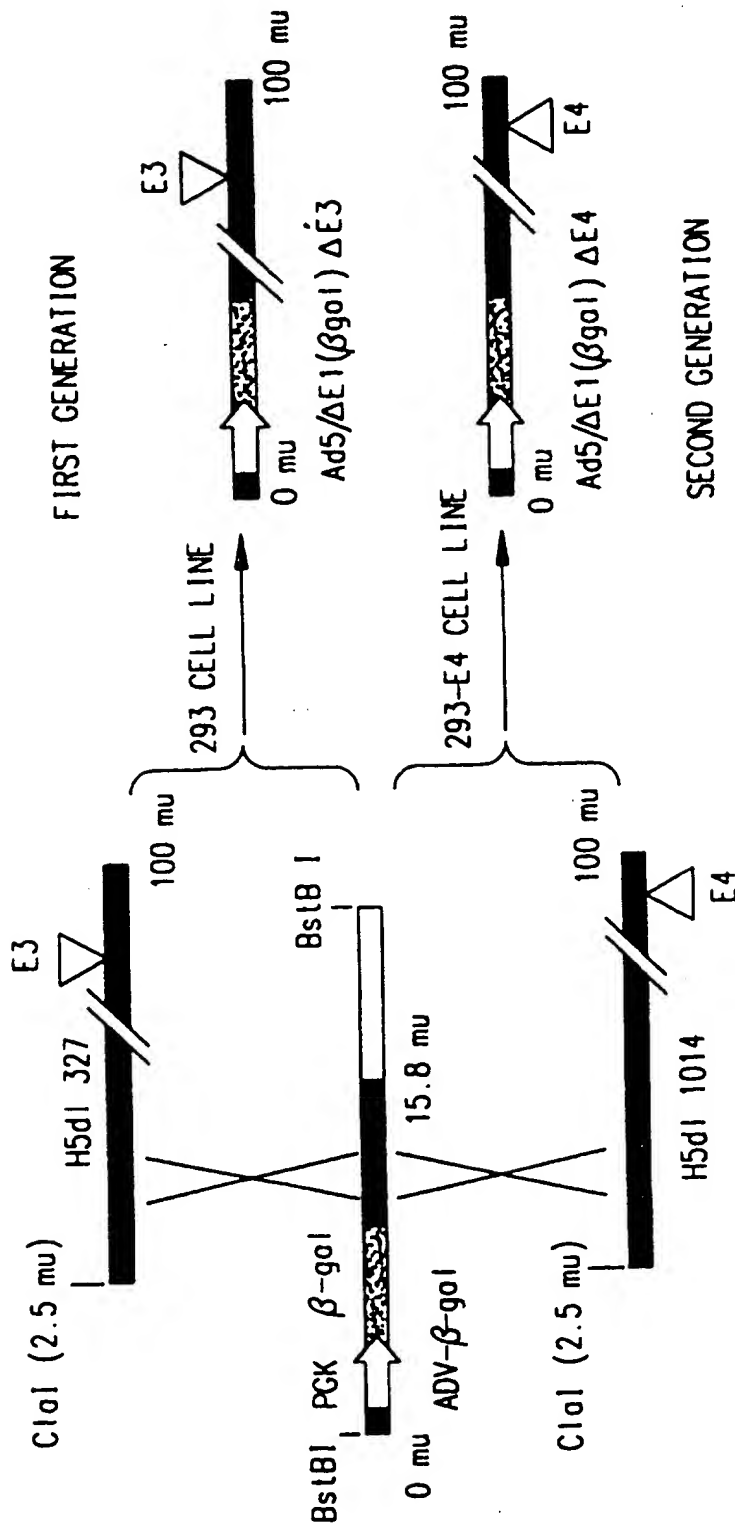 FIRST GENERATION
ClaI (2.5 mu)
H5dl 327
E3
100 mu
293 CELL LINE
E3
0 mu
100 mu
Ad5/ΔE1(βgal) ΔE3
BstBI
PGK
β-gal
BstB I
0 mu
ADV-β-gal
15.8 mu
293-E4 CELL LINE
0 mu
100 mu
E4
Ad5/ΔE1(βgal) ΔE4
ClaI (2.5 mu)
H5dl 1014
100 mu
E4
SECOND GENERATION